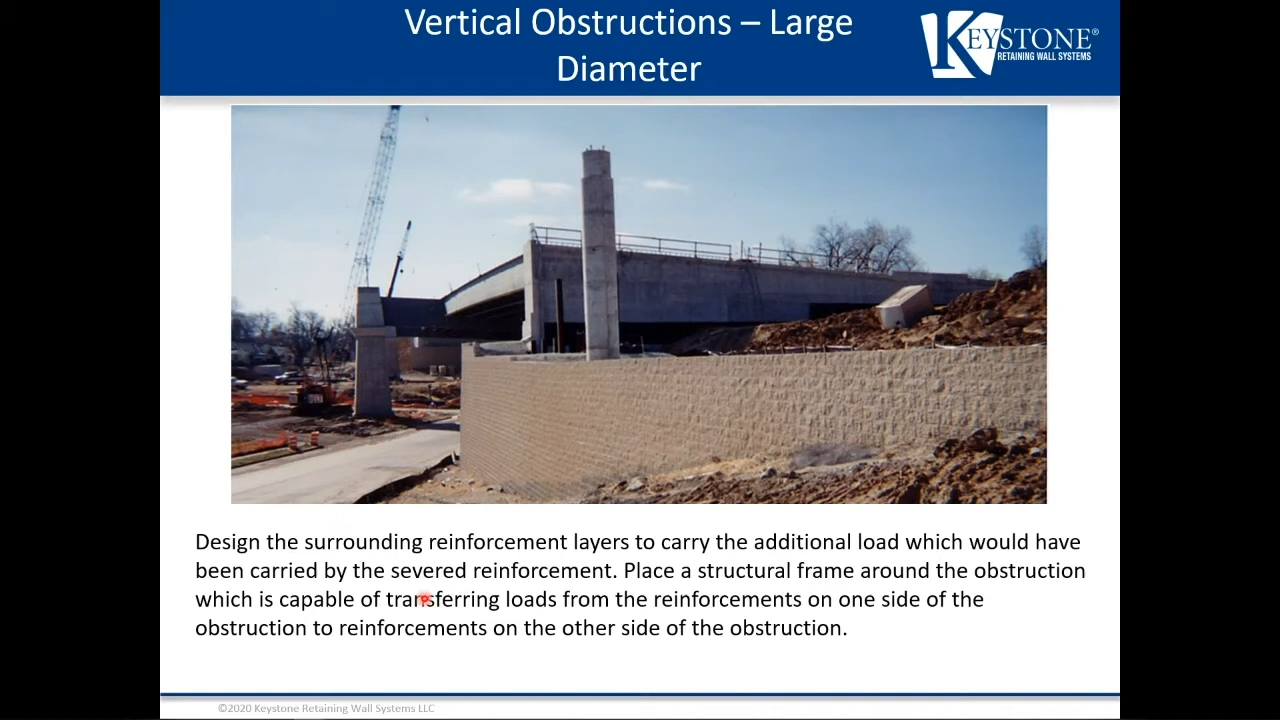 Vertical Obstructions – Large
Diameter
KEYSTONE®
RETAINING WALL SYSTEMS
Design the surrounding reinforcement layers to carry the additional load which would have
been carried by the severed reinforcement. Place a structural frame around the obstruction
which is capable of transferring loads from the reinforcements on one side of the
obstruction to reinforcements on the other side of the obstruction.
©2020 Keystone Retaining Wall Systems LLC